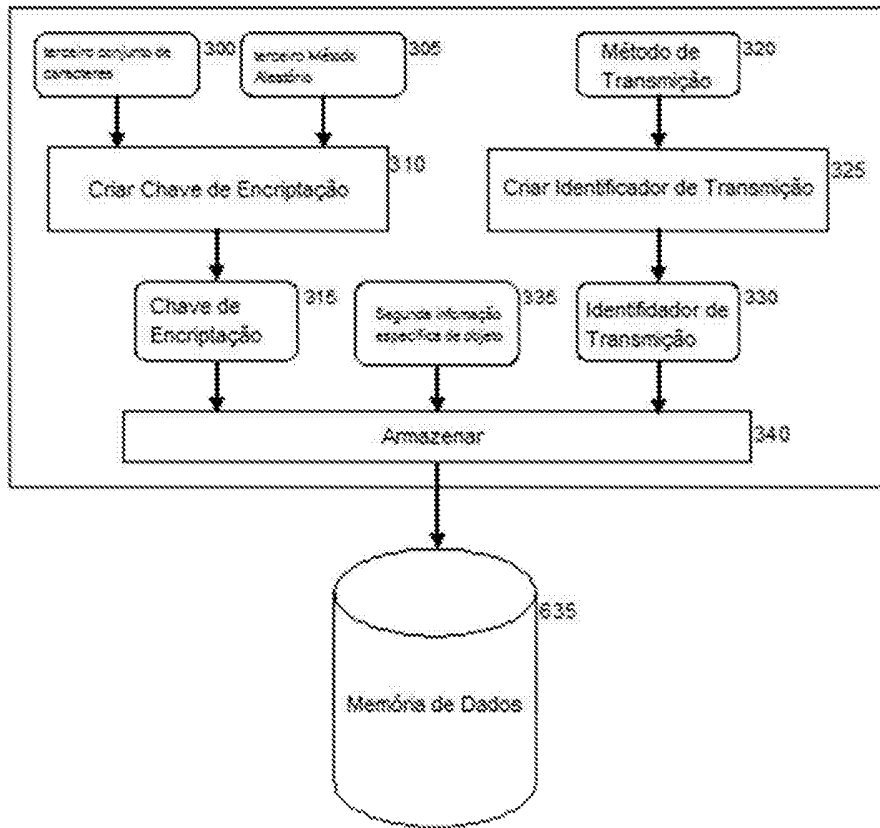 terceiro conjunto de
caracteres
300
terceiro Método
Aleatório
305
Método de
Transmição
320
Criar Chave de Encriptação
310
Criar Identificador de Transmição
325
Chave de
Encriptação
315
Segunda informação
específica de objeto
335
Identifidador de
Transmição
330
Armazenar
340
635
Memória de Dados